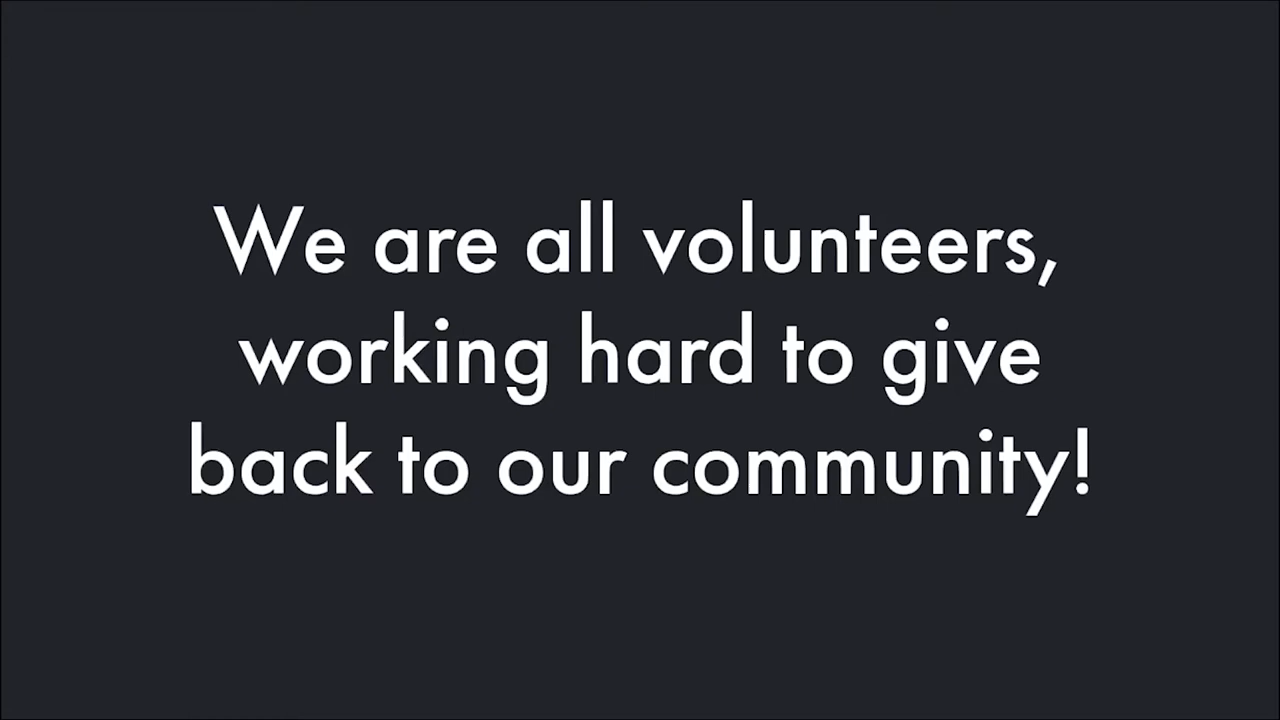 We are all volunteers,
working hard to give
back to our community!